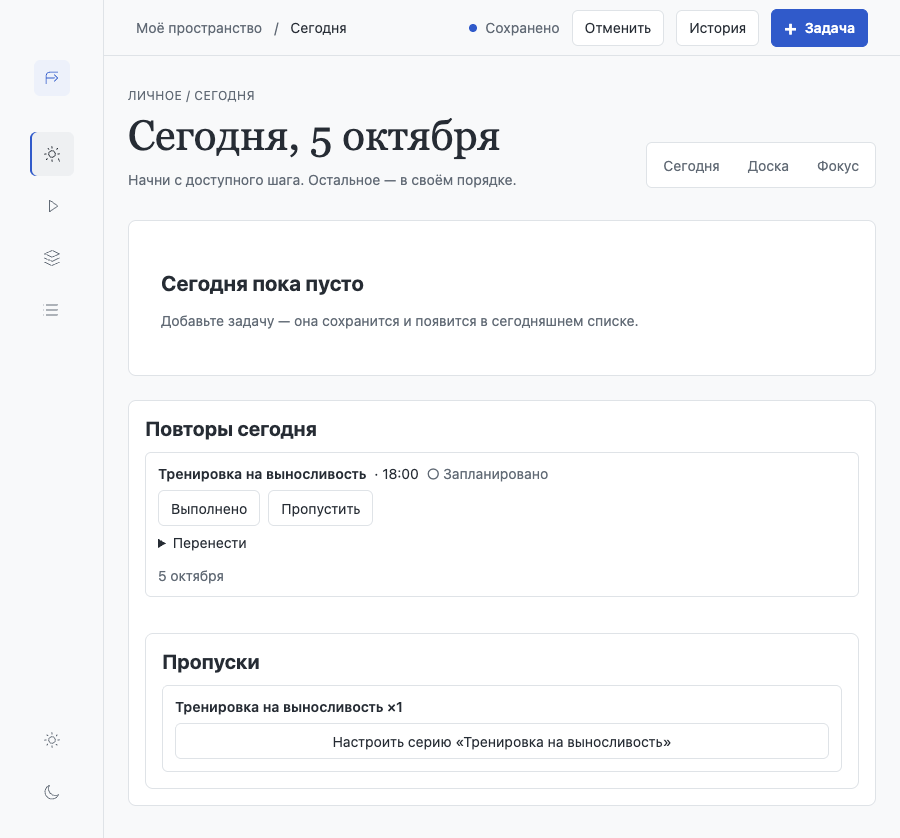 Моё пространство / Сегодня
Сохранено
Отменить
История
+ Задача
ЛИЧНОЕ / СЕГОДНЯ
Сегодня, 5 октября
Начни с доступного шага. Остальное — в своём порядке.
Сегодня
Доска
Фокус
Сегодня пока пусто
Добавьте задачу — она сохранится и появится в сегодняшнем списке.
Повторы сегодня
Тренировка на выносливость · 18:00 Запланировано
Выполнено
Пропустить
Перенести
5 октября
Пропуски
Тренировка на выносливость ×1
Настроить серию «Тренировка на выносливость»